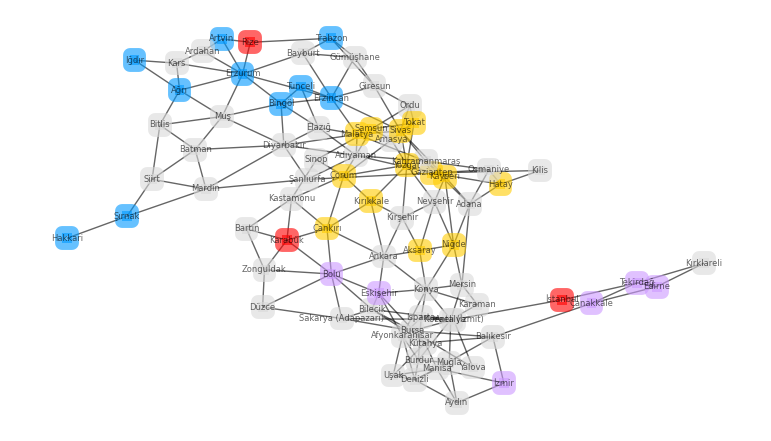 Artvin
Rize
Trabzon
Ardahan
Bayburt
Gümüşhane
Iğdır
Kars
Erzurum
Ağrı
Tunceli
Giresun
Erzincan
Bingöl
Ordu
Muş
Bitlis
Elazığ
Samsun
Tokat
Malatya
Sivas
Amasya
Diyarbakır
Batman
Adıyaman
Sinop
Kahramanmaraş
Yozgat
Osmaniye
Kilis
Gaziantep
Kayseri
Siirt
Şanlıurfa
Çorum
Hatay
Mardin
Kastamonu
Kırıkkale
Nevşehir
Adana
Şırnak
Kırşehir
Hakkari
Bartın
Çankırı
Karabük
Niğde
Aksaray
Ankara
Zonguldak
Bolu
Kırklareli
Tekirdağ
Edirne
Mersin
Konya
Eskişehir
İstanbul
Çanakkale
Düzce
Bilecik
Karaman
Isparta
Sakarya (Adapazarı)
Kocaeli (İzmit)
Bursa
Afyonkarahisar
Balıkesir
Kütahya
Burdur
Muğla
Manisa
Yalova
Uşak
Denizli
İzmir
Aydın